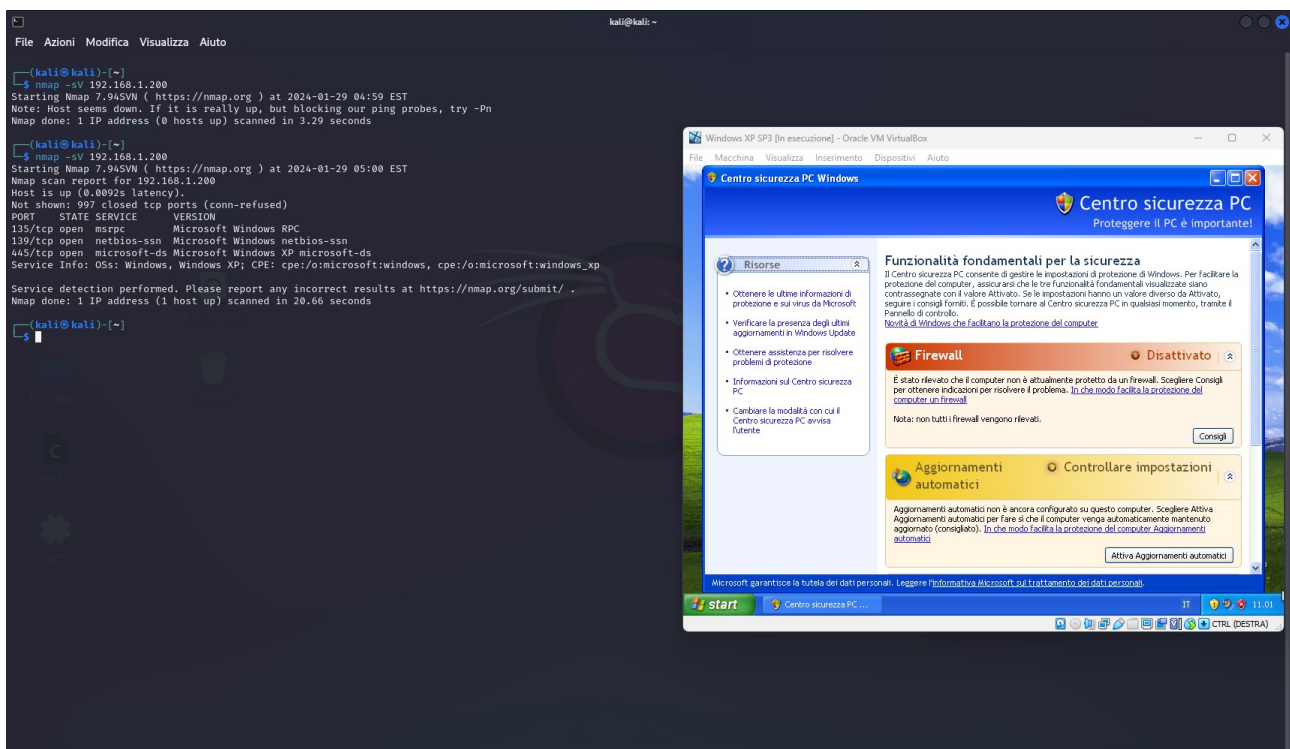 kali@kali: ~
File Azioni Modifica Visualizza Aiuto
┌──(kali㉿kali)-[~]
└─$ nmap -sV 192.168.1.200
Starting Nmap 7.94SVN ( https://nmap.org ) at 2024-01-29 04:59 EST
Note: Host seems down. If it is really up, but blocking our ping probes, try -Pn
Nmap done: 1 IP address (0 hosts up) scanned in 3.29 seconds
┌──(kali㉿kali)-[~]
└─$ nmap -sV 192.168.1.200
Starting Nmap 7.94SVN ( https://nmap.org ) at 2024-01-29 05:00 EST
Nmap scan report for 192.168.1.200
Host is up (0.0092s latency).
Not shown: 997 closed tcp ports (conn-refused)
PORT STATE SERVICE VERSION
135/tcp open msrpc Microsoft Windows RPC
139/tcp open netbios-ssn Microsoft Windows netbios-ssn
445/tcp open microsoft-ds Microsoft Windows XP microsoft-ds
Service Info: OSs: Windows, Windows XP; CPE: cpe:/o:microsoft:windows, cpe:/o:microsoft:windows_xp
Service detection performed. Please report any incorrect results at https://nmap.org/submit/ .
Nmap done: 1 IP address (1 host up) scanned in 20.66 seconds
┌──(kali㉿kali)-[~]
└─$
Windows XP SP3 [In esecuzione] - Oracle VM VirtualBox
File Macchina Visualizza Inserimento Dispositivi Aiuto
Centro sicurezza PC Windows
Centro sicurezza PC
Proteggere il PC è importante!
Risorse
• Ottenere le ultime informazioni di
protezione e sui virus da Microsoft
• Verificare la presenza degli ultimi
aggiornamenti in Windows Update
• Ottenere assistenza per risolvere
problemi di protezione
• Informazioni sul Centro sicurezza
PC
• Cambiare la modalità con cui il
Centro sicurezza PC avvisa
l'utente
Funzionalità fondamentali per la sicurezza
Il Centro sicurezza PC consente di gestire le impostazioni di protezione di Windows. Per facilitare la
protezione del computer, assicurarsi che le tre funzionalità fondamentali visualizzate siano
contrassegnate con il valore Attivato. Se le impostazioni hanno un valore diverso da Attivato,
seguire i consigli forniti. È possibile tornare al Centro sicurezza PC in qualsiasi momento, tramite il
Pannello di controllo.
Novità di Windows che facilitano la protezione del computer
Firewall Disattivato
È stato rilevato che il computer non è attualmente protetto da un firewall. Scegliere Consigli
per ottenere indicazioni per risolvere il problema. In che modo facilita la protezione del
computer un firewall
Nota: non tutti i firewall vengono rilevati.
Consigli
Aggiornamenti
automatici
Controllare impostazioni
Aggiornamenti automatici non è ancora configurato su questo computer. Scegliere Attiva
Aggiornamenti automatici per fare sì che il computer venga automaticamente mantenuto
aggiornato (consigliato). In che modo facilita la protezione del computer Aggiornamenti
automatici
Attiva Aggiornamenti automatici
Microsoft garantisce la tutela dei dati personali. Leggere l'informativa Microsoft sul trattamento dei dati personali.
start Centro sicurezza PC ... IT 11.01
CTRL (DESTRA)